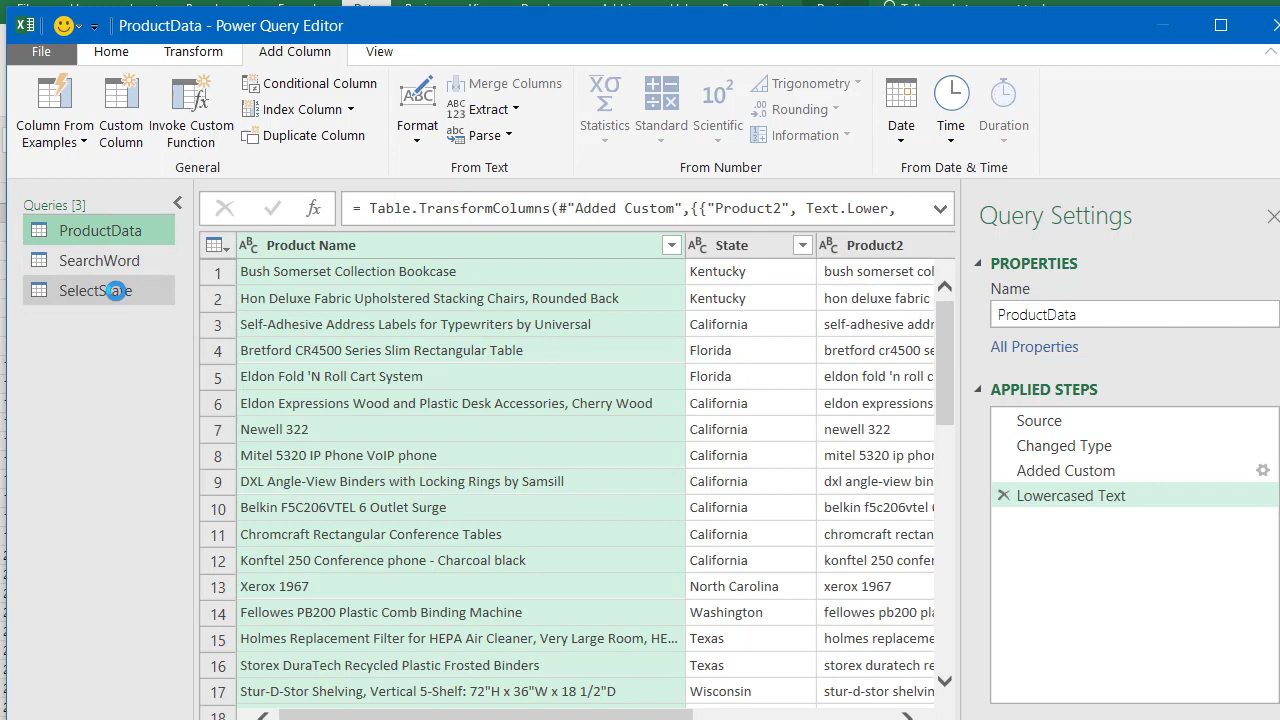 ProductData - Power Query Editor
File Home Transform Add Column View
Column From Examples
Custom Column
Invoke Custom Function
Conditional Column
Index Column
Duplicate Column
General
Format
Merge Columns
Extract
Parse
From Text
Statistics
Standard
Scientific
Trigonometry
Rounding
Information
From Number
Date
Time
Duration
From Date & Time
Queries [3]
ProductData
SearchWord
SelectState
= Table.TransformColumns(#"Added Custom",{{"Product2", Text.Lower,
Product Name State Product2
1 Bush Somerset Collection Bookcase Kentucky bush somerset col
2 Hon Deluxe Fabric Upholstered Stacking Chairs, Rounded Back Kentucky hon deluxe fabric
3 Self-Adhesive Address Labels for Typewriters by Universal California self-adhesive addr
4 Bretford CR4500 Series Slim Rectangular Table Florida bretford cr4500 se
5 Eldon Fold 'N Roll Cart System Florida eldon fold 'n roll c
6 Eldon Expressions Wood and Plastic Desk Accessories, Cherry Wood California eldon expressions
7 Newell 322 California newell 322
8 Mitel 5320 IP Phone VoIP phone California mitel 5320 ip phon
9 DXL Angle-View Binders with Locking Rings by Samsill California dxl angle-view bin
10 Belkin F5C206VTEL 6 Outlet Surge California belkin f5c206vtel 6
11 Chromcraft Rectangular Conference Tables California chromcraft rectan
12 Konftel 250 Conference phone - Charcoal black California konftel 250 confer
13 Xerox 1967 North Carolina xerox 1967
14 Fellowes PB200 Plastic Comb Binding Machine Washington fellowes pb200 pla
15 Holmes Replacement Filter for HEPA Air Cleaner, Very Large Room, HE... Texas holmes replaceme
16 Storex DuraTech Recycled Plastic Frosted Binders Texas storex duratech re
17 Stur-D-Stor Shelving, Vertical 5-Shelf: 72"H x 36"W x 18 1/2"D Wisconsin stur-d-stor shelvin
18
Query Settings
PROPERTIES
Name
ProductData
All Properties
APPLIED STEPS
Source
Changed Type
Added Custom
Lowercased Text